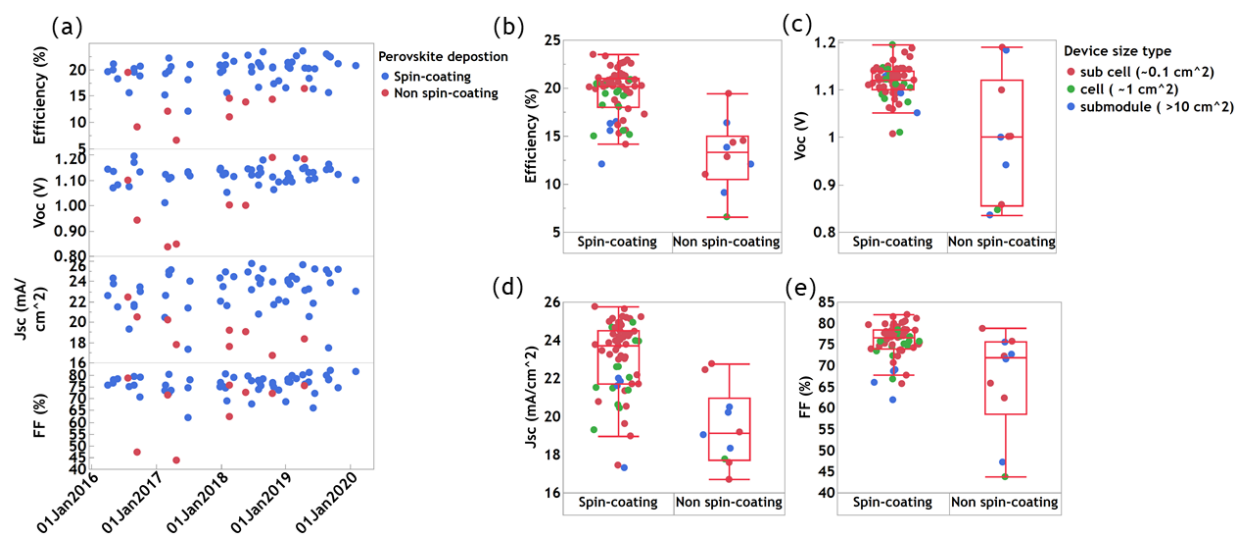 (a)
Efficiency (%)
20
15
10
5
Voc (V)
1.20
1.10
1.00
0.90
0.80
Jsc (mA/
cm^2)
26
24
22
20
18
16
FF (%)
80
75
70
65
60
55
50
45
40
01Jan2016
01Jan2017
01Jan2018
01Jan2019
01Jan2020
Perovskite depostion
Spin-coating
Non spin-coating
(b)
Efficiency (%)
25
20
15
10
5
Spin-coating
Non spin-coating
(c)
Voc (V)
1.2
1.1
1
0.9
0.8
Spin-coating
Non spin-coating
Device size type
sub cell (~0.1 cm^2)
cell ( ~1 cm^2)
submodule ( >10 cm^2)
(d)
Jsc (mA/cm^2)
26
24
22
20
18
16
Spin-coating
Non spin-coating
(e)
FF (%)
85
80
75
70
65
60
55
50
45
40
Spin-coating
Non spin-coating